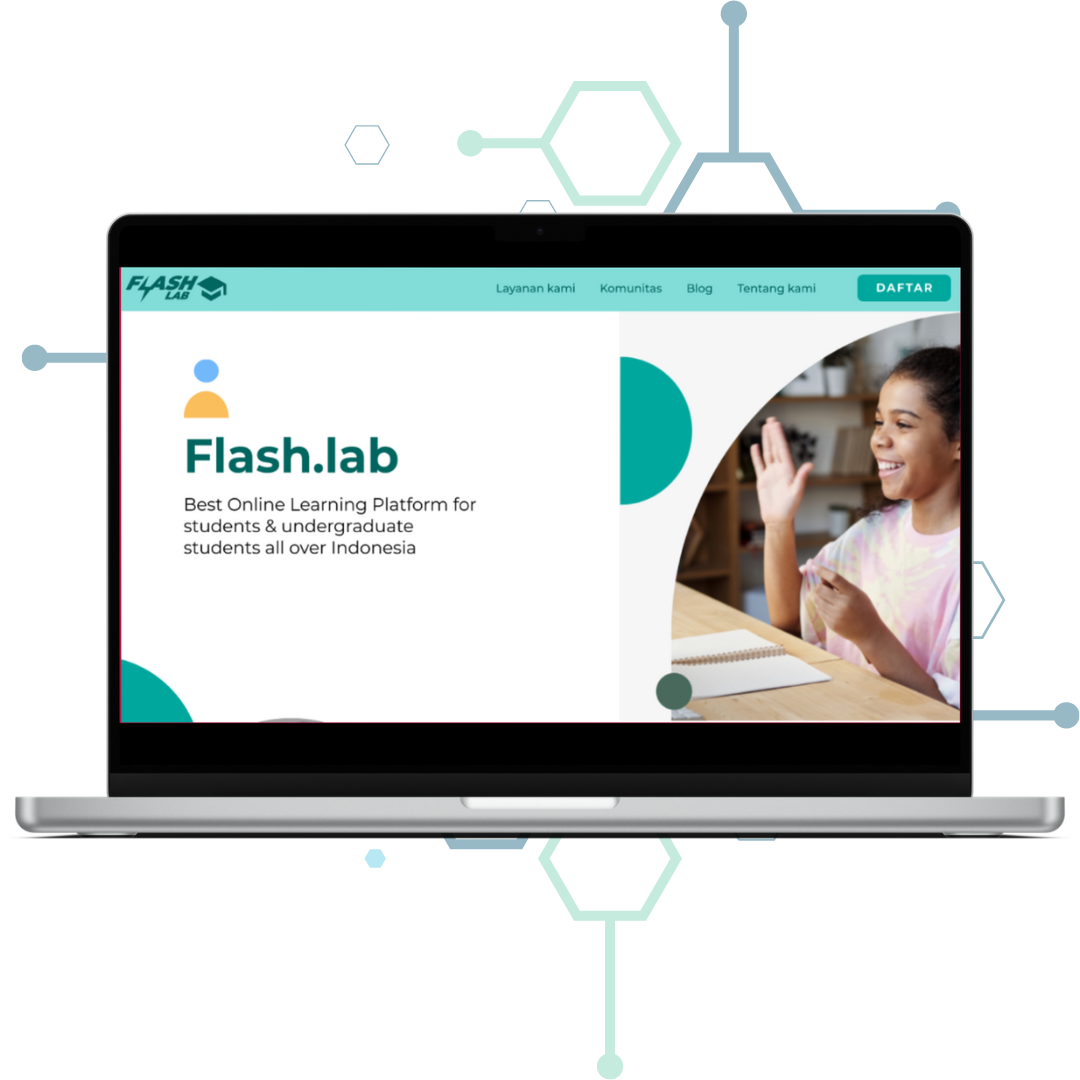 FLASH
LAB
Layanan kami
Komunitas
Blog
Tentang kami
DAFTAR
Flash.lab
Best Online Learning Platform for
students & undergraduate
students all over Indonesia